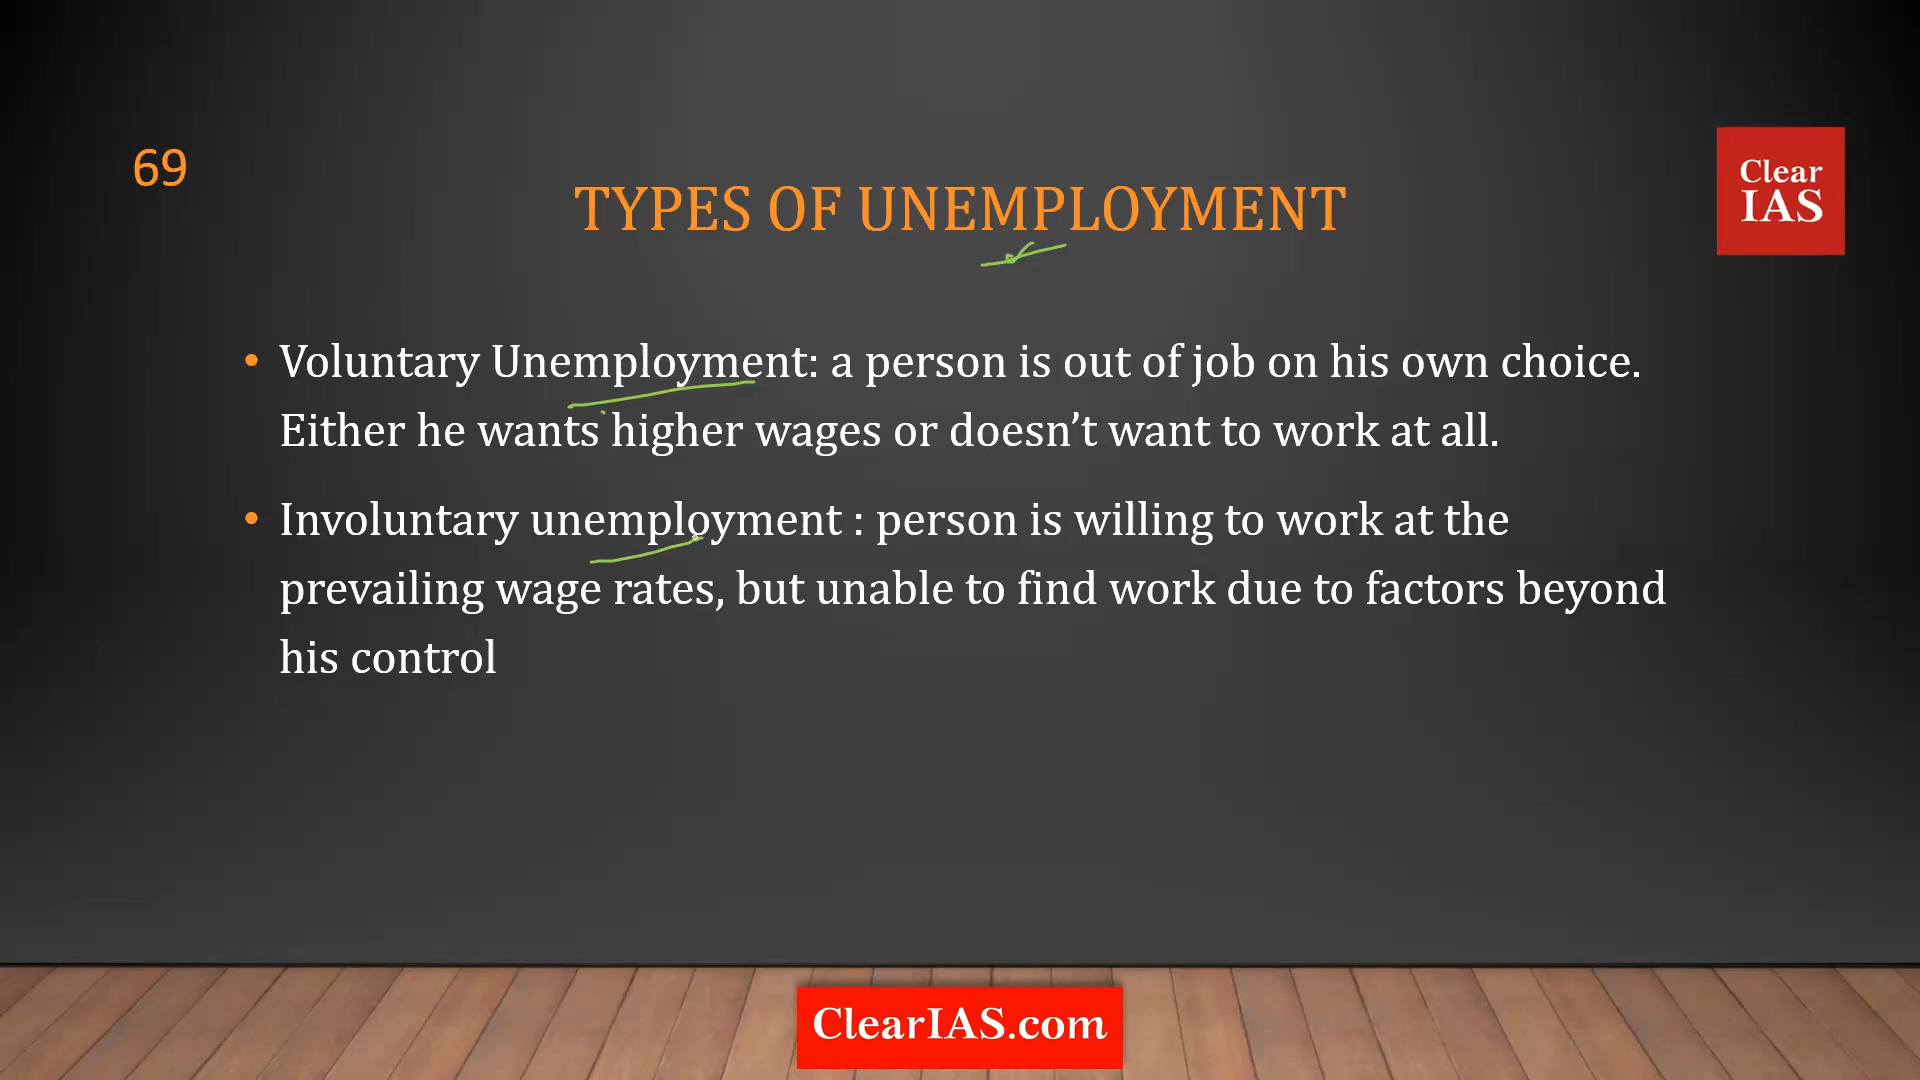 69
Clear
IAS
TYPES OF UNEMPLOYMENT
• Voluntary Unemployment: a person is out of job on his own choice.
Either he wants higher wages or doesn’t want to work at all.
• Involuntary unemployment : person is willing to work at the
prevailing wage rates, but unable to find work due to factors beyond
his control
ClearIAS.com